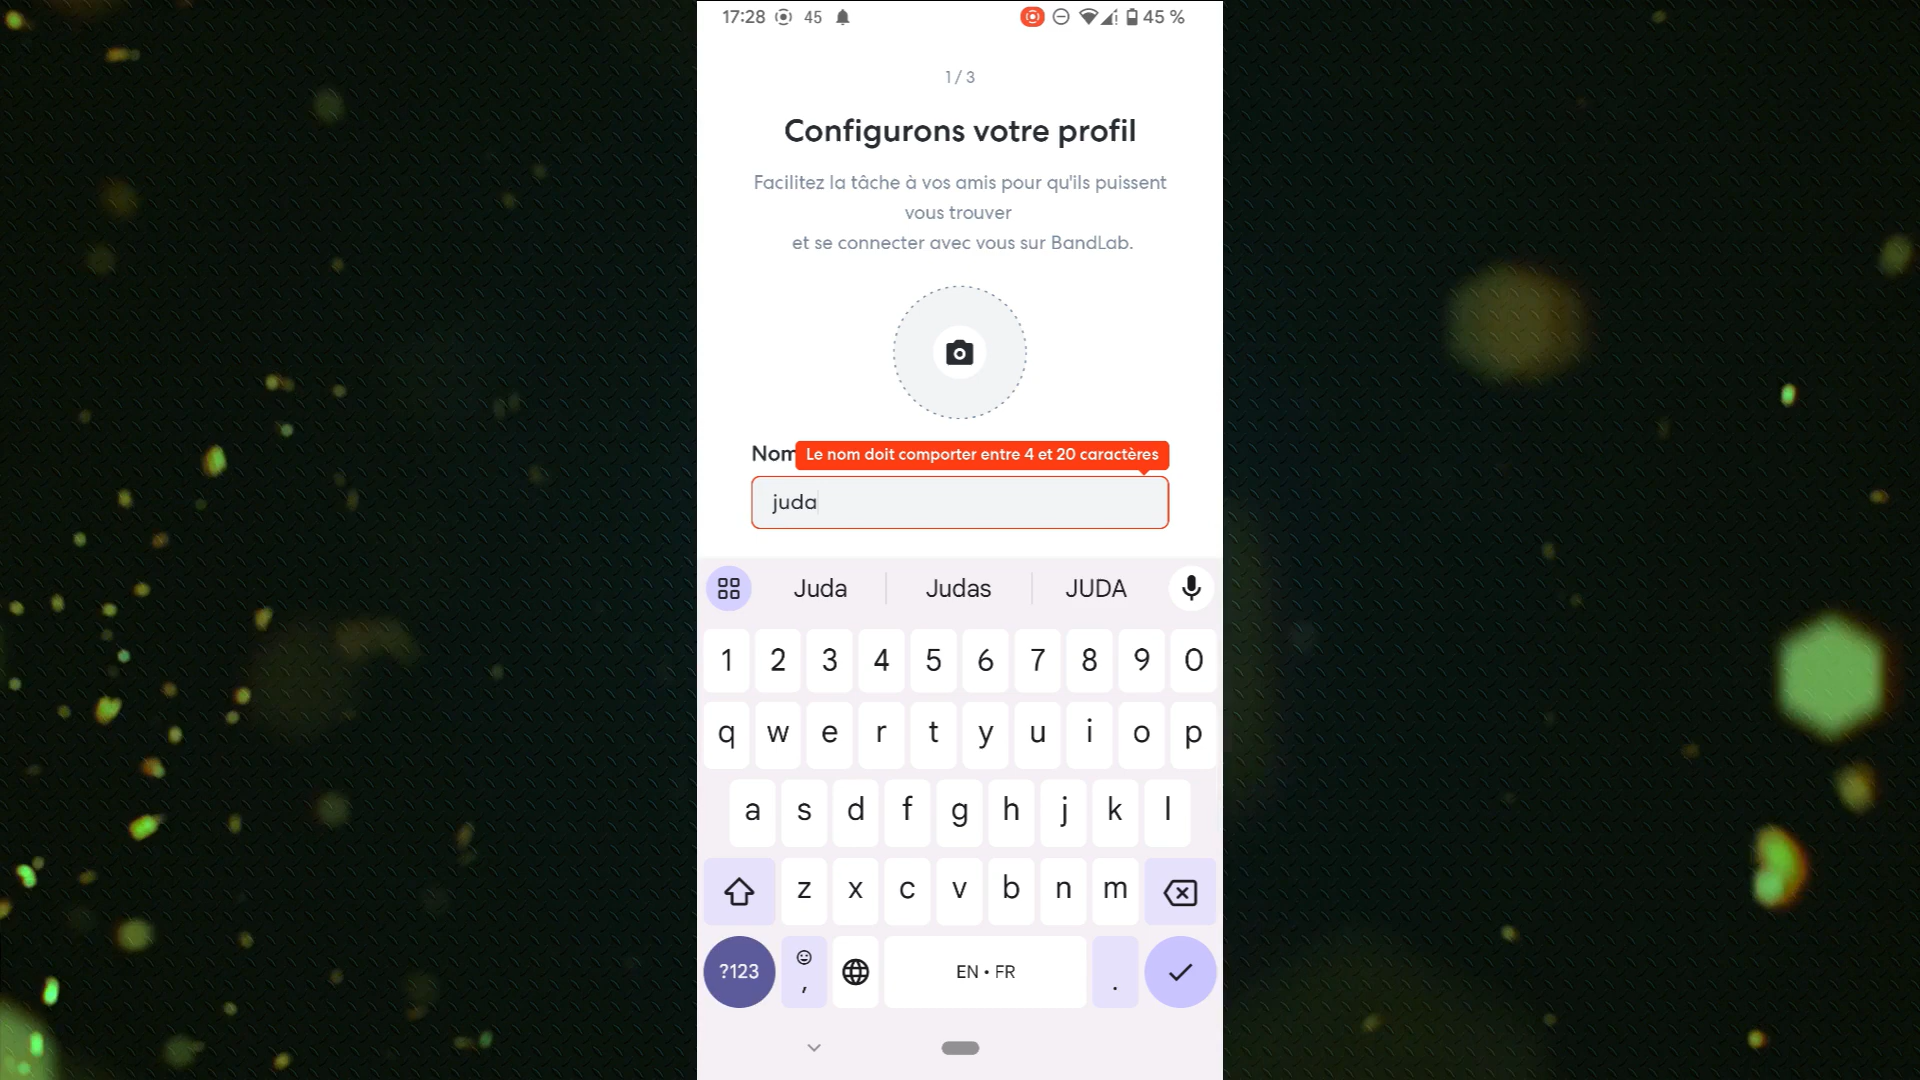 17:28 45 45 %
1 / 3
Configurons votre profil
Facilitez la tâche à vos amis pour qu'ils puissent
vous trouver
et se connecter avec vous sur BandLab.
Nom Le nom doit comporter entre 4 et 20 caractères
juda
Juda Judas JUDA
1 2 3 4 5 6 7 8 9 0
q w e r t y u i o p
a s d f g h j k l
z x c v b n m
?123 , EN • FR .